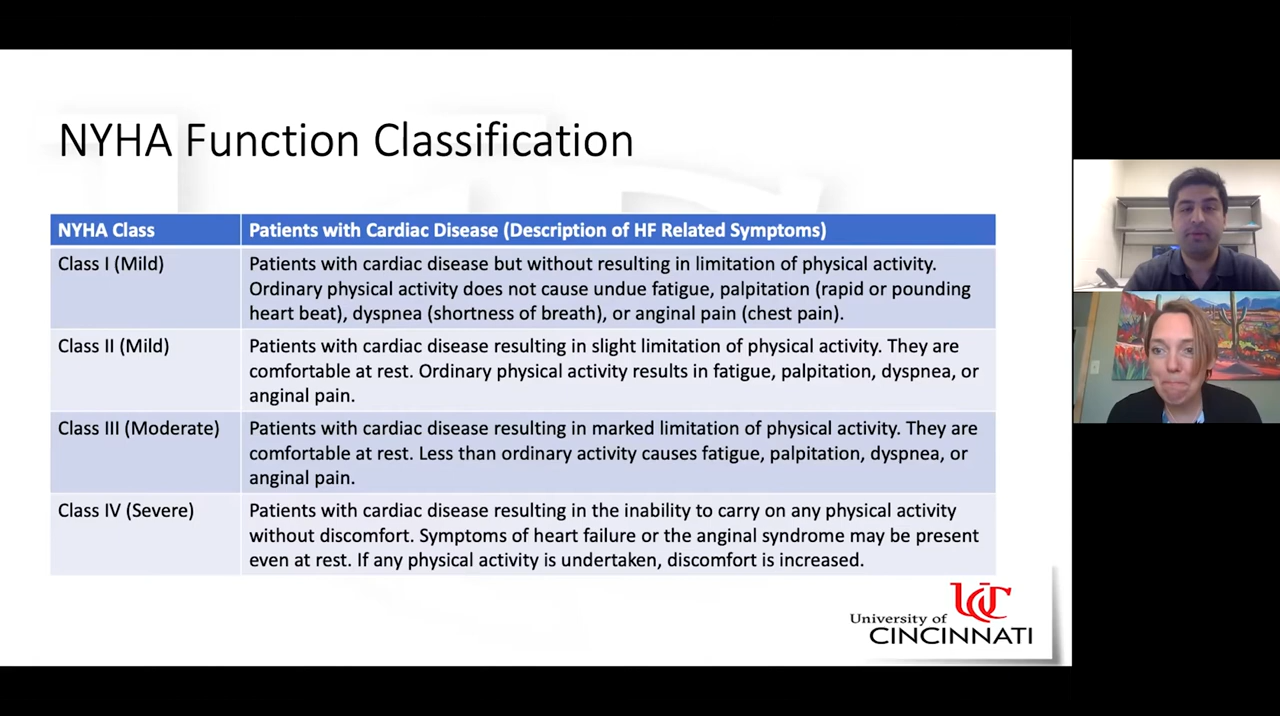 NYHA Function Classification
NYHA Class
Patients with Cardiac Disease (Description of HF Related Symptoms)
Class I (Mild)
Patients with cardiac disease but without resulting in limitation of physical activity.
Ordinary physical activity does not cause undue fatigue, palpitation (rapid or pounding
heart beat), dyspnea (shortness of breath), or anginal pain (chest pain).
Class II (Mild)
Patients with cardiac disease resulting in slight limitation of physical activity. They are
comfortable at rest. Ordinary physical activity results in fatigue, palpitation, dyspnea, or
anginal pain.
Class III (Moderate)
Patients with cardiac disease resulting in marked limitation of physical activity. They are
comfortable at rest. Less than ordinary activity causes fatigue, palpitation, dyspnea, or
anginal pain.
Class IV (Severe)
Patients with cardiac disease resulting in the inability to carry on any physical activity
without discomfort. Symptoms of heart failure or the anginal syndrome may be present
even at rest. If any physical activity is undertaken, discomfort is increased.
UC
University of
CINCINNATI